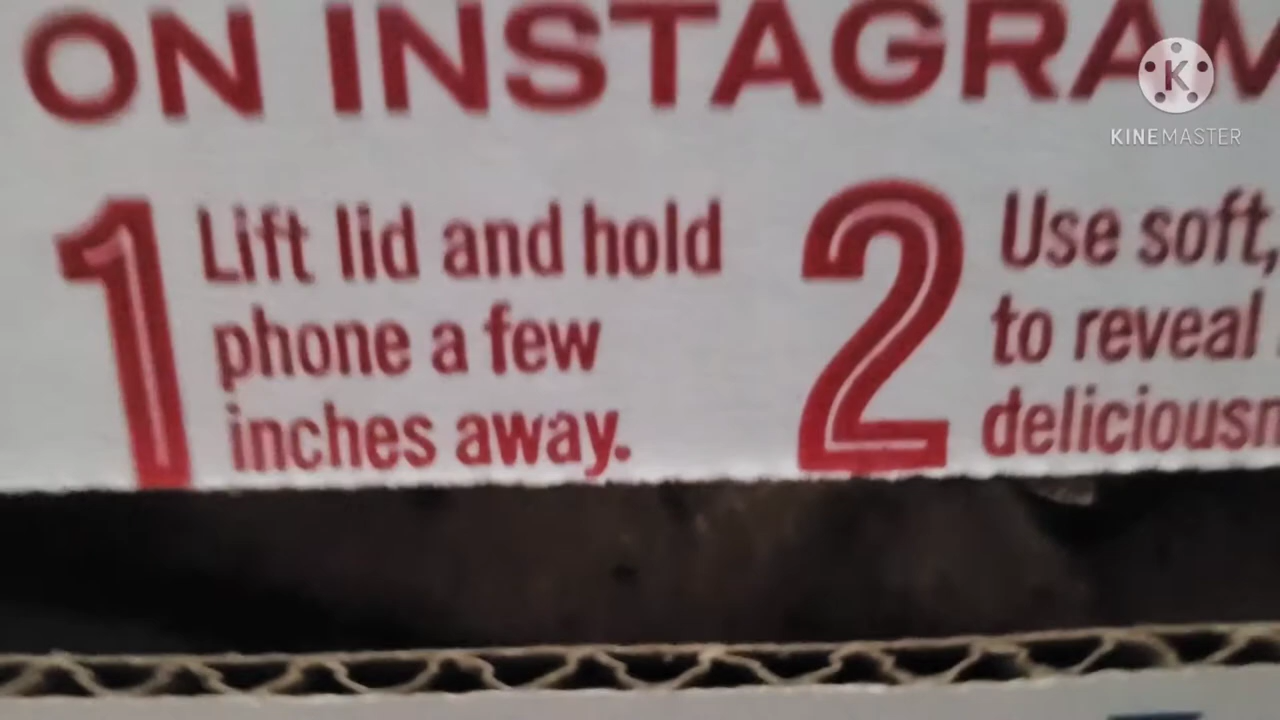 ON INSTAGRAM
1 Lift lid and hold
phone a few
inches away.
2 Use soft,
to reveal
K
KINEMASTER